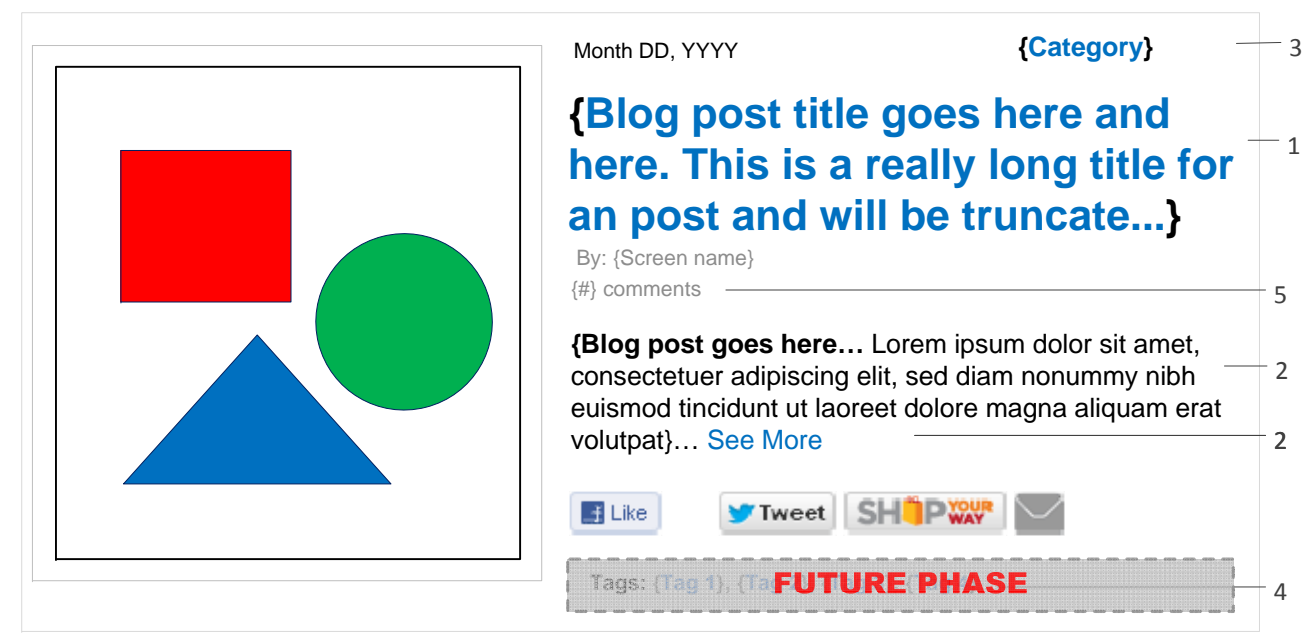 Month DD, YYYY {Category} 3
{Blog post title goes here and
here. This is a really long title for
an post and will be truncate...} 1
By: {Screen name}
{#} comments 5
{Blog post goes here… Lorem ipsum dolor sit amet,
consectetuer adipiscing elit, sed diam nonummy nibh 2
euismod tincidunt ut laoreet dolore magna aliquam erat
volutpat}… See More 2
Like Tweet SHOP YOUR WAY
Tags: {Tag 1}, FUTURE PHASE 4